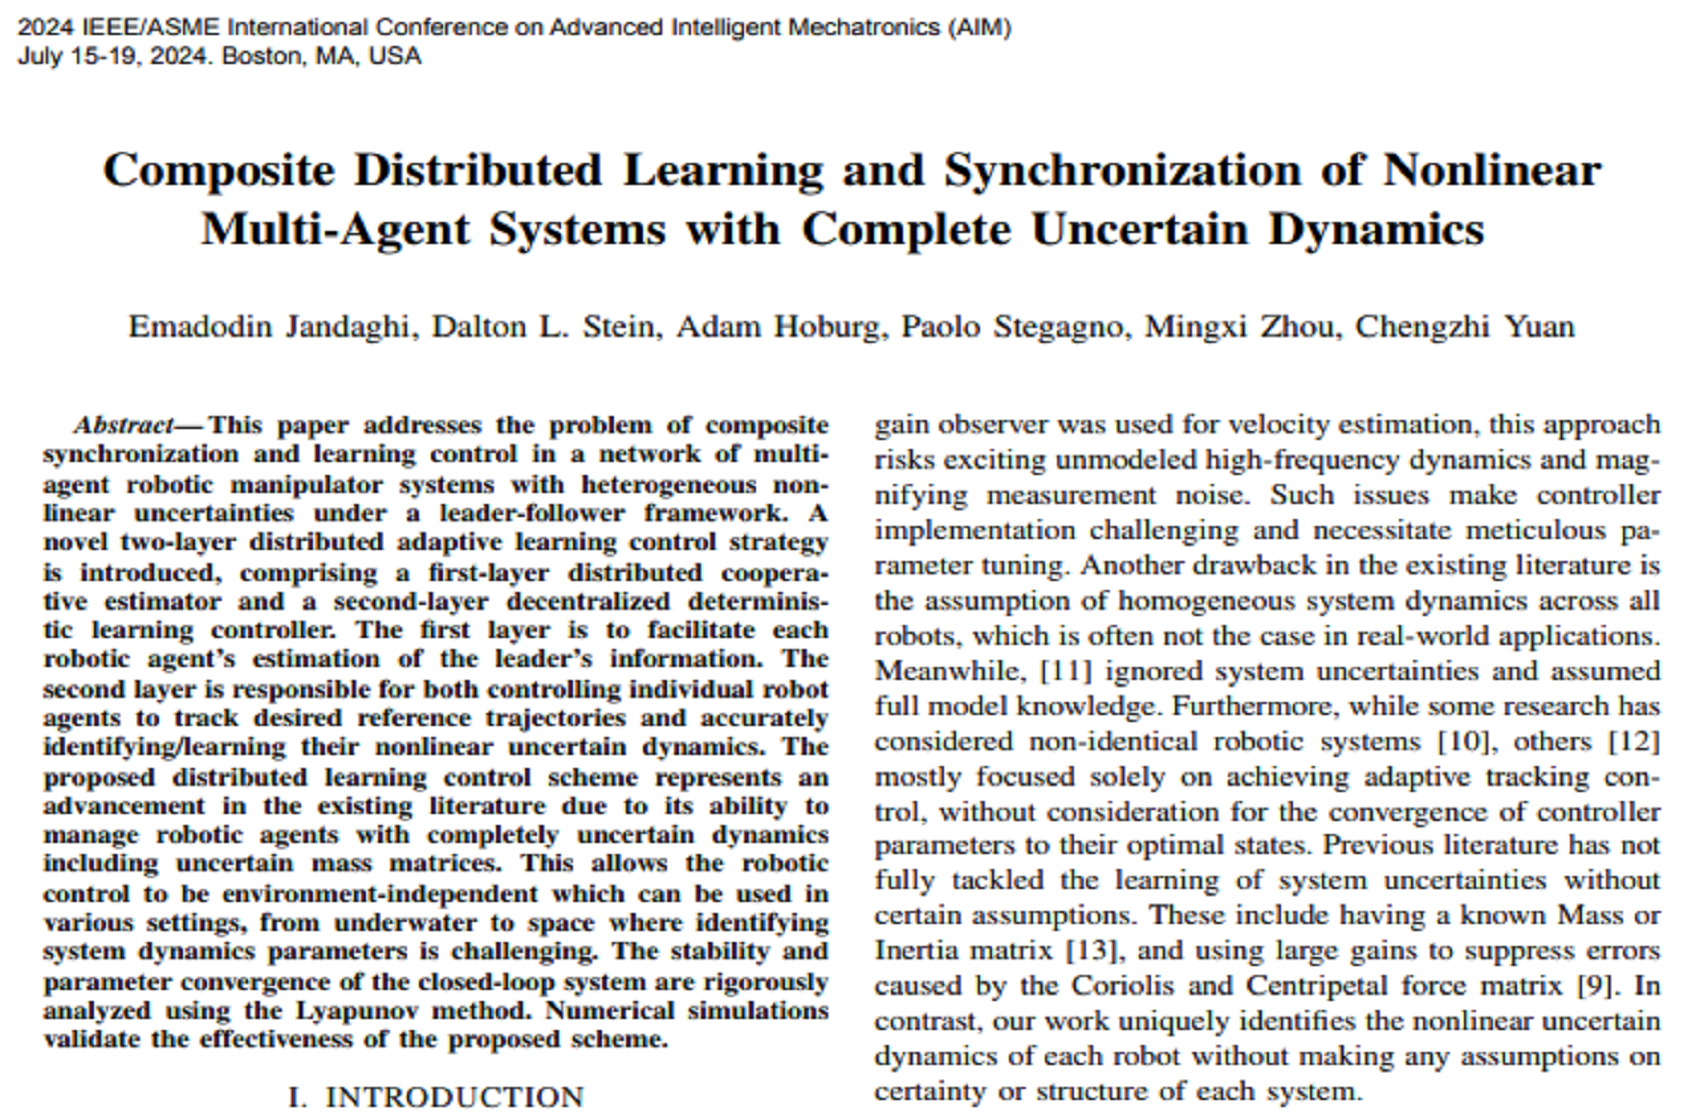 2024 IEEE/ASME International Conference on Advanced Intelligent Mechatronics (AIM)
July 15-19, 2024. Boston, MA, USA
Composite Distributed Learning and Synchronization of Nonlinear
Multi-Agent Systems with Complete Uncertain Dynamics
Emadodin Jandaghi, Dalton L. Stein, Adam Hoburg, Paolo Stegagno, Mingxi Zhou, Chengzhi Yuan
Abstract—This paper addresses the problem of composite
synchronization and learning control in a network of multi-
agent robotic manipulator systems with heterogeneous non-
linear uncertainties under a leader-follower framework. A
novel two-layer distributed adaptive learning control strategy
is introduced, comprising a first-layer distributed coopera-
tive estimator and a second-layer decentralized determinis-
tic learning controller. The first layer is to facilitate each
robotic agent's estimation of the leader's information. The
second layer is responsible for both controlling individual robot
agents to track desired reference trajectories and accurately
identifying/learning their nonlinear uncertain dynamics. The
proposed distributed learning control scheme represents an
advancement in the existing literature due to its ability to
manage robotic agents with completely uncertain dynamics
including uncertain mass matrices. This allows the robotic
control to be environment-independent which can be used in
various settings, from underwater to space where identifying
system dynamics parameters is challenging. The stability and
parameter convergence of the closed-loop system are rigorously
analyzed using the Lyapunov method. Numerical simulations
validate the effectiveness of the proposed scheme.
I. INTRODUCTION
gain observer was used for velocity estimation, this approach
risks exciting unmodeled high-frequency dynamics and mag-
nifying measurement noise. Such issues make controller
implementation challenging and necessitate meticulous pa-
rameter tuning. Another drawback in the existing literature is
the assumption of homogeneous system dynamics across all
robots, which is often not the case in real-world applications.
Meanwhile, [11] ignored system uncertainties and assumed
full model knowledge. Furthermore, while some research has
considered non-identical robotic systems [10], others [12]
mostly focused solely on achieving adaptive tracking con-
trol, without consideration for the convergence of controller
parameters to their optimal states. Previous literature has not
fully tackled the learning of system uncertainties without
certain assumptions. These include having a known Mass or
Inertia matrix [13], and using large gains to suppress errors
caused by the Coriolis and Centripetal force matrix [9]. In
contrast, our work uniquely identifies the nonlinear uncertain
dynamics of each robot without making any assumptions on
certainty or structure of each system.